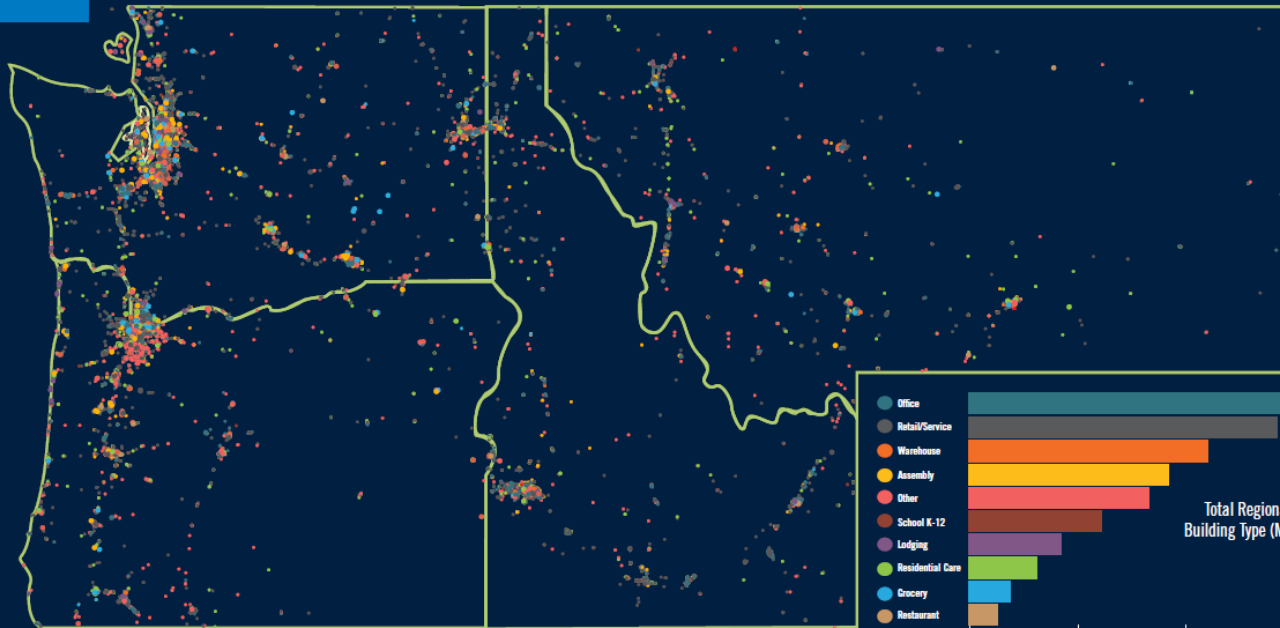 Office
Retail/Service
Warehouse
Assembly
Other
School K-12
Lodging
Residential Care
Grocery
Restaurant
Total Region
Building Type (M